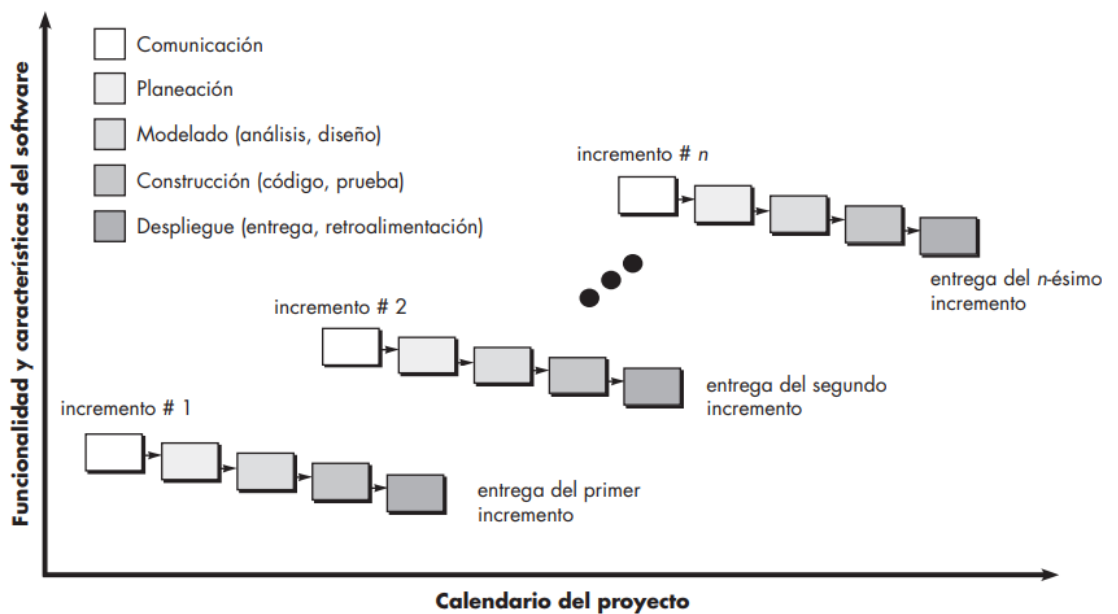 Funcionalidad y características del software
Comunicación
Planeación
Modelado (análisis, diseño)
Construcción (código, prueba)
Despliegue (entrega, retroalimentación)
incremento # n
entrega del n-ésimo
incremento
incremento # 2
entrega del segundo
incremento
incremento # 1
entrega del primer
incremento
Calendario del proyecto